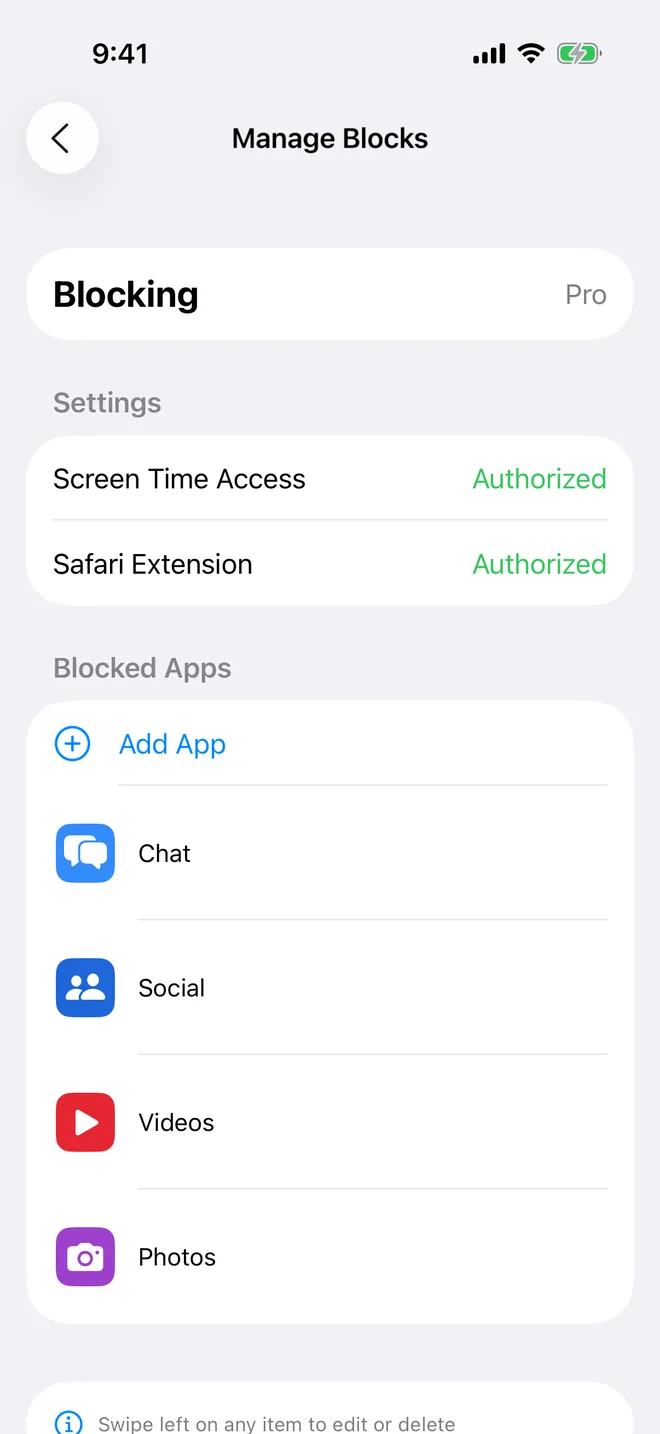 9:41
Manage Blocks
Blocking Pro
Settings
Screen Time Access Authorized
Safari Extension Authorized
Blocked Apps
Add App
Chat
Social
Videos
Photos
Swipe left on any item to edit or delete